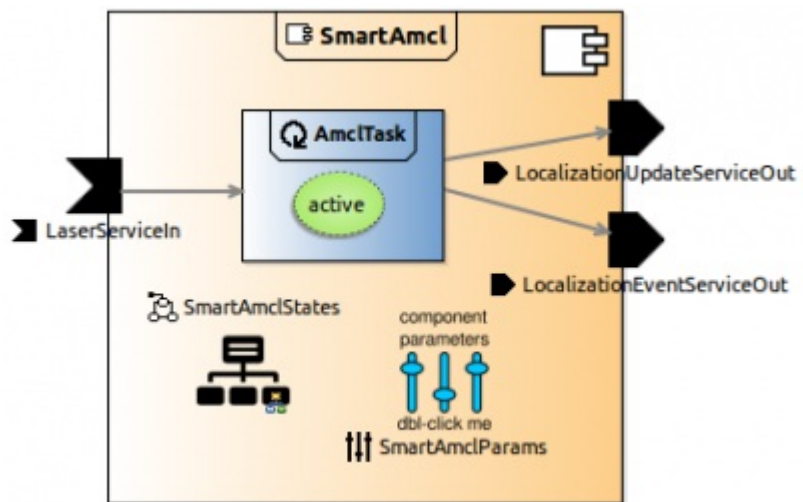 SmartAmcl
AmclTask
active
LocalizationUpdateServiceOut
LaserServiceIn
LocalizationEventServiceOut
SmartAmclStates
component
parameters
dbl-click me
SmartAmclParams